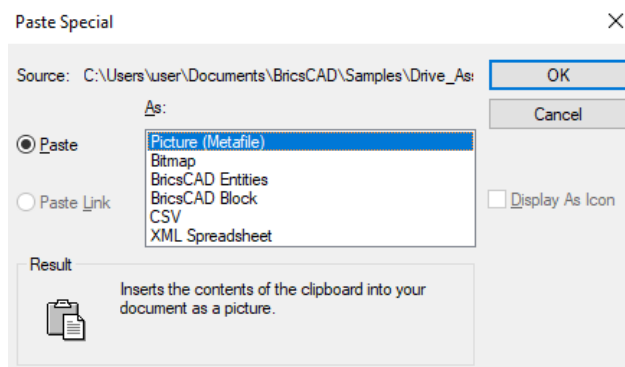 Paste Special
Source: C:\Users\user\Documents\BricsCAD\Samples\Drive_As
OK
As:
Cancel
Paste
Picture (Metafile)
Bitmap
BricsCAD Entities
BricsCAD Block
CSV
XML Spreadsheet
Paste Link
Display As Icon
Result
Inserts the contents of the clipboard into your
document as a picture.